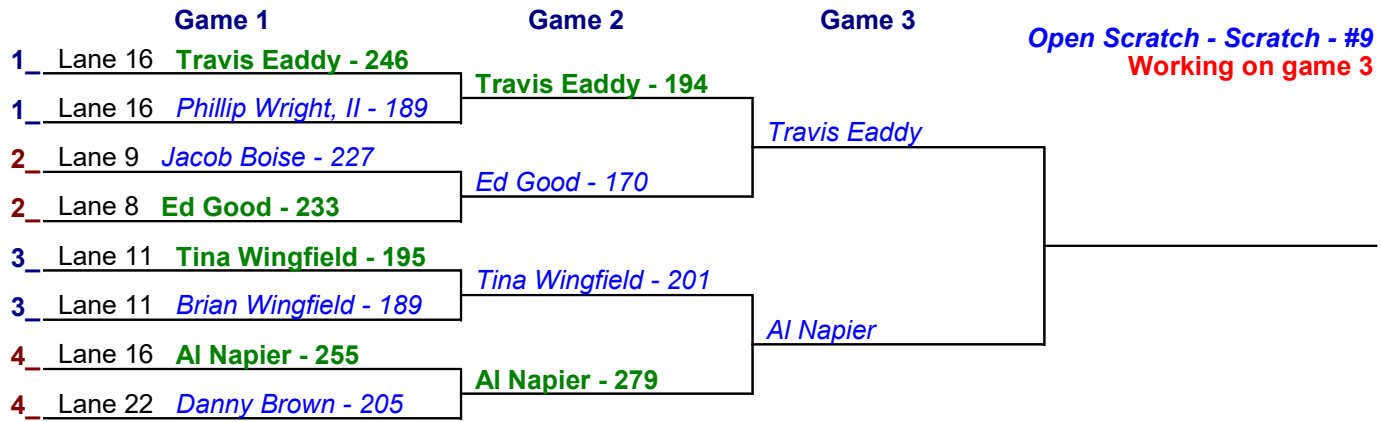 Game 1 Game 2 Game 3
Open Scratch - Scratch - #9
Working on game 3
1_ Lane 16 Travis Eaddy - 246
Travis Eaddy - 194
1_ Lane 16 Phillip Wright, II - 189
Travis Eaddy
2_ Lane 9 Jacob Boise - 227
Ed Good - 170
2_ Lane 8 Ed Good - 233
3_ Lane 11 Tina Wingfield - 195
Tina Wingfield - 201
3_ Lane 11 Brian Wingfield - 189
Al Napier
4_ Lane 16 Al Napier - 255
Al Napier - 279
4_ Lane 22 Danny Brown - 205